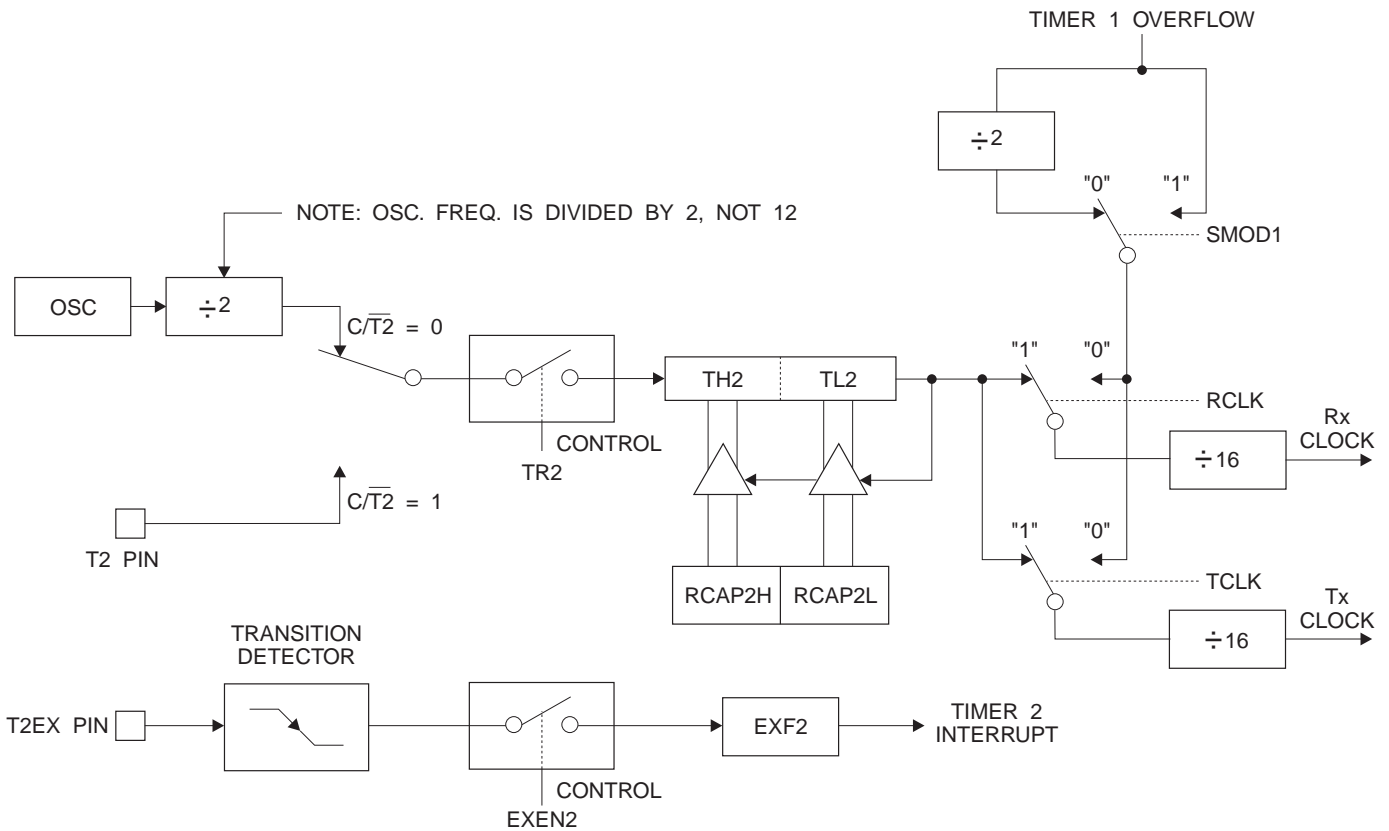 TIMER 1 OVERFLOW
÷2
"0" "1"
NOTE: OSC. FREQ. IS DIVIDED BY 2, NOT 12
SMOD1
OSC
÷2
C/T̅2̅ = 0
"1" "0"
TH2 TL2
RCLK
Rx
CLOCK
CONTROL
÷16
TR2
C/T̅2̅ = 1
"1" "0"
T2 PIN
TCLK
RCAP2H RCAP2L
Tx
CLOCK
TRANSITION
DETECTOR
÷16
T2EX PIN
EXF2
TIMER 2
INTERRUPT
CONTROL
EXEN2